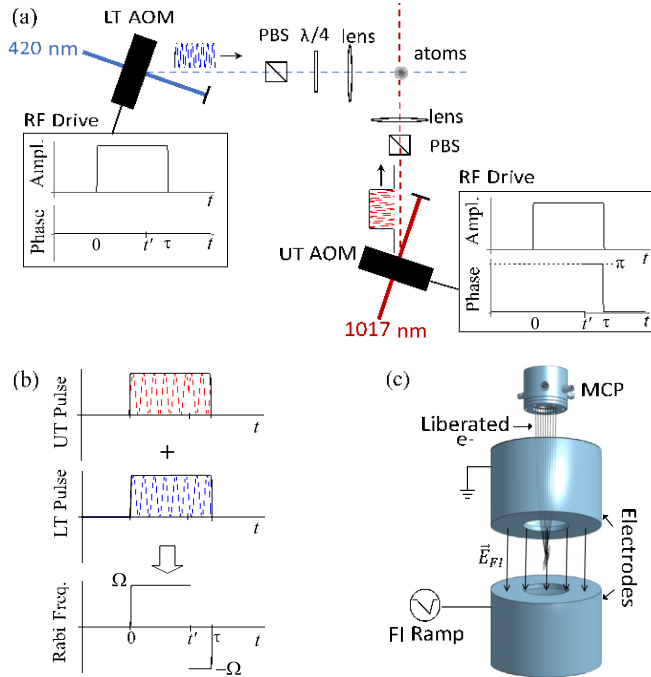 (a)
LT AOM
420 nm
PBS
λ/4
lens
atoms
lens
PBS
RF Drive
Ampl.
t
Phase
0
t'
τ
t
UT AOM
1017 nm
RF Drive
Ampl.
t
Phase
π
0
t'
τ
t
(b)
UT Pulse
t
+
LT Pulse
t
Rabi Freq.
Ω
0
t'
τ
t
−Ω
(c)
MCP
Liberated
e-
Electrodes
E⃗FI
FI Ramp